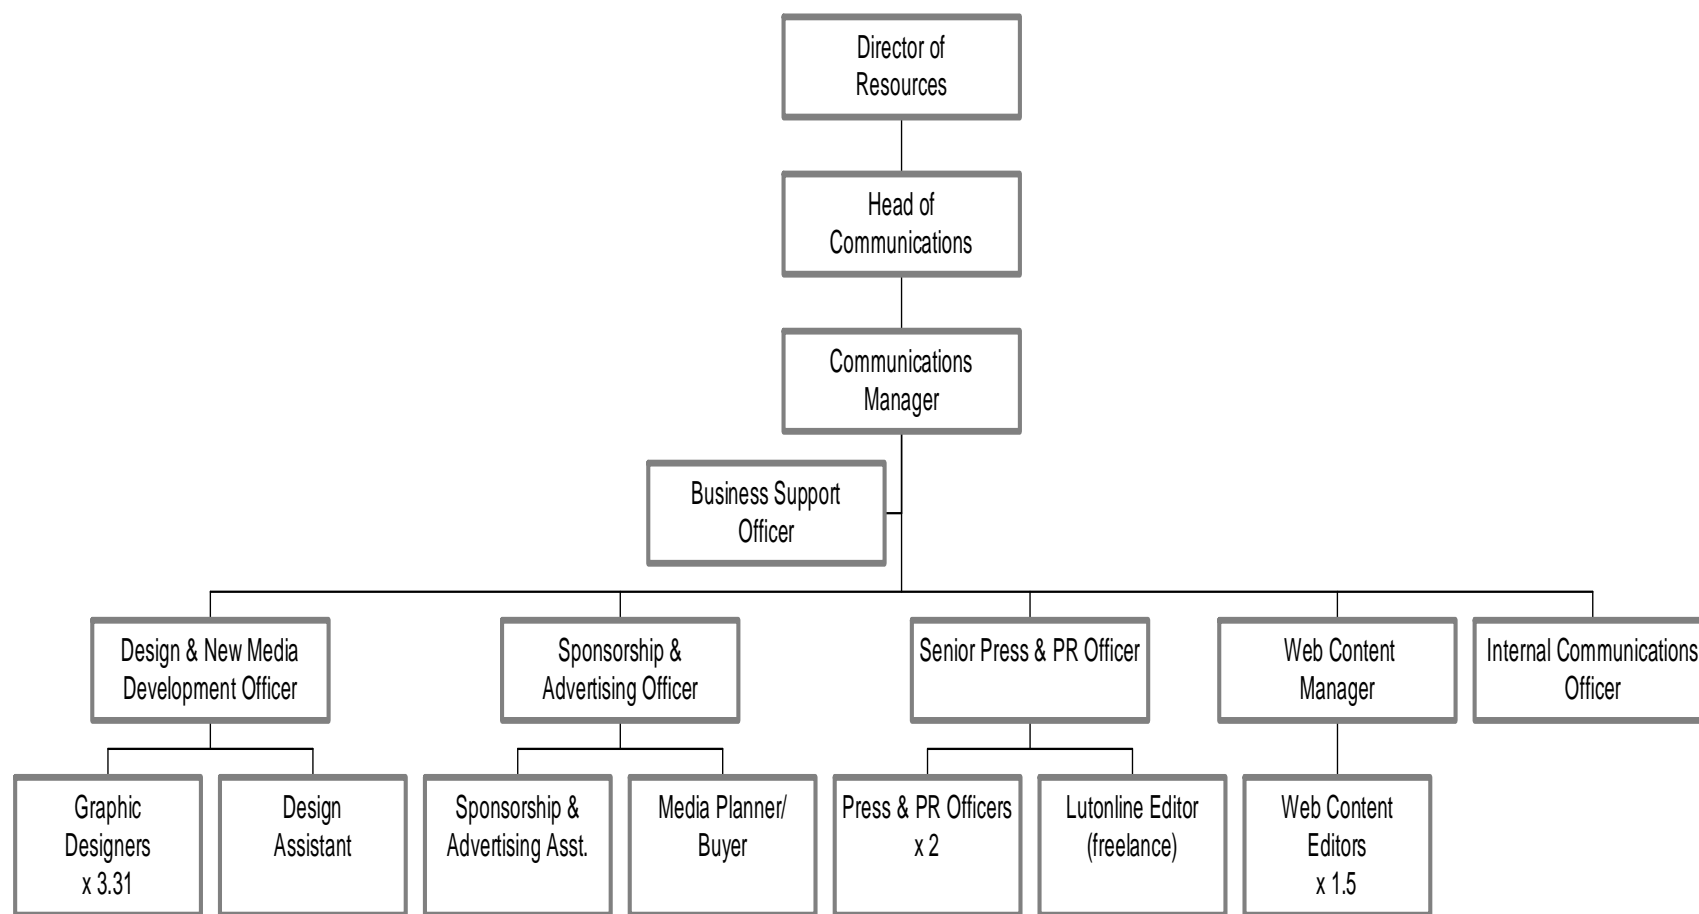 Director of
Resources
Head of
Communications
Communications
Manager
Business Support
Officer
Design & New Media
Development Officer
Sponsorship &
Advertising Officer
Senior Press & PR Officer
Web Content
Manager
Internal Communications
Officer
Graphic
Designers
x 3.31
Design
Assistant
Sponsorship &
Advertising Asst.
Media Planner/
Buyer
Press & PR Officers
x 2
Lutonline Editor
(freelance)
Web Content
Editors
x 1.5